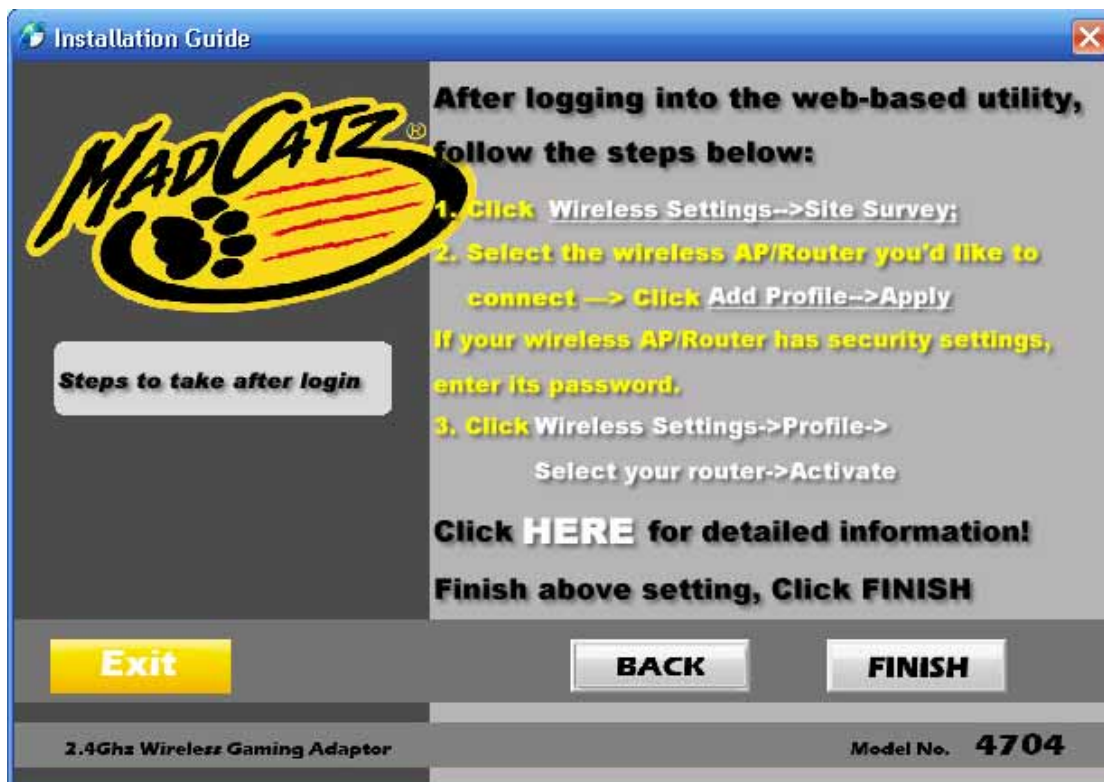 Installation Guide
MADCATZ®
Steps to take after login
After logging into the web-based utility,
follow the steps below:
1. Click Wireless Settings-->Site Survey;
2. Select the wireless AP/Router you'd like to
connect —> Click Add Profile-->Apply
If your wireless AP/Router has security settings,
enter its password.
3. Click Wireless Settings->Profile->
Select your router->Activate
Click HERE for detailed information!
Finish above setting, Click FINISH
Exit
BACK
FINISH
2.4Ghz Wireless Gaming Adaptor
Model No. 4704